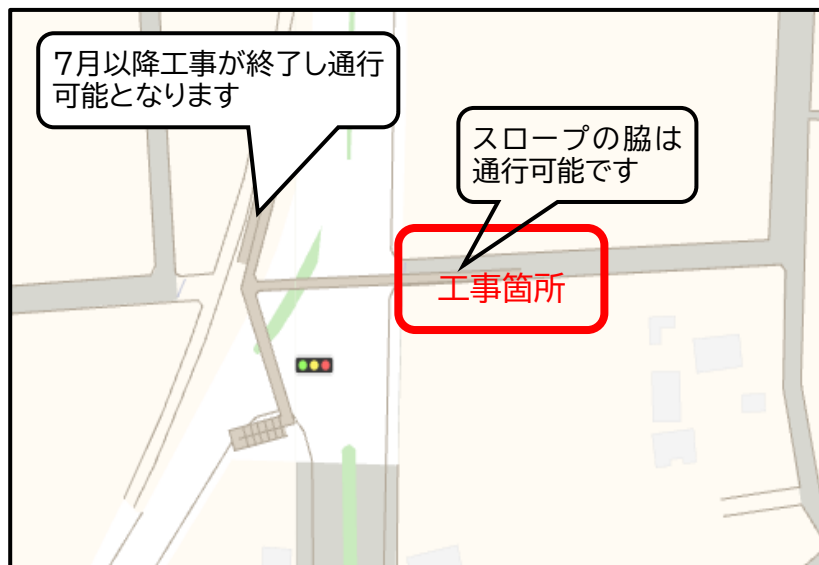 7月以降工事が終了し通行
可能となります
スロープの脇は
通行可能です
工事箇所